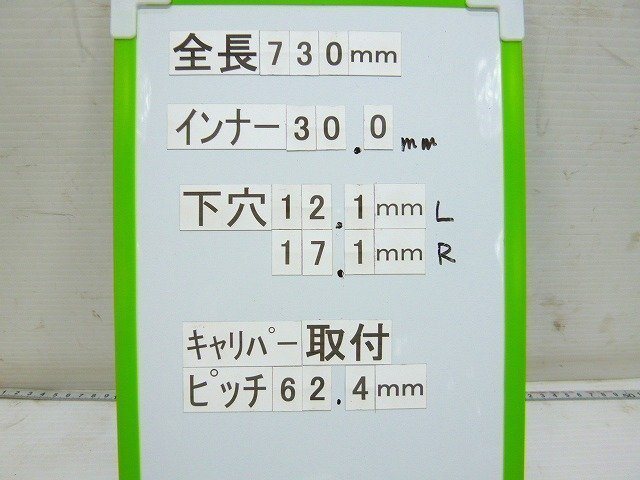 全長730mm
インナー30.0mm
下穴12.1mm L
17.1mm R
キャリパー取付
ピッチ62.4mm